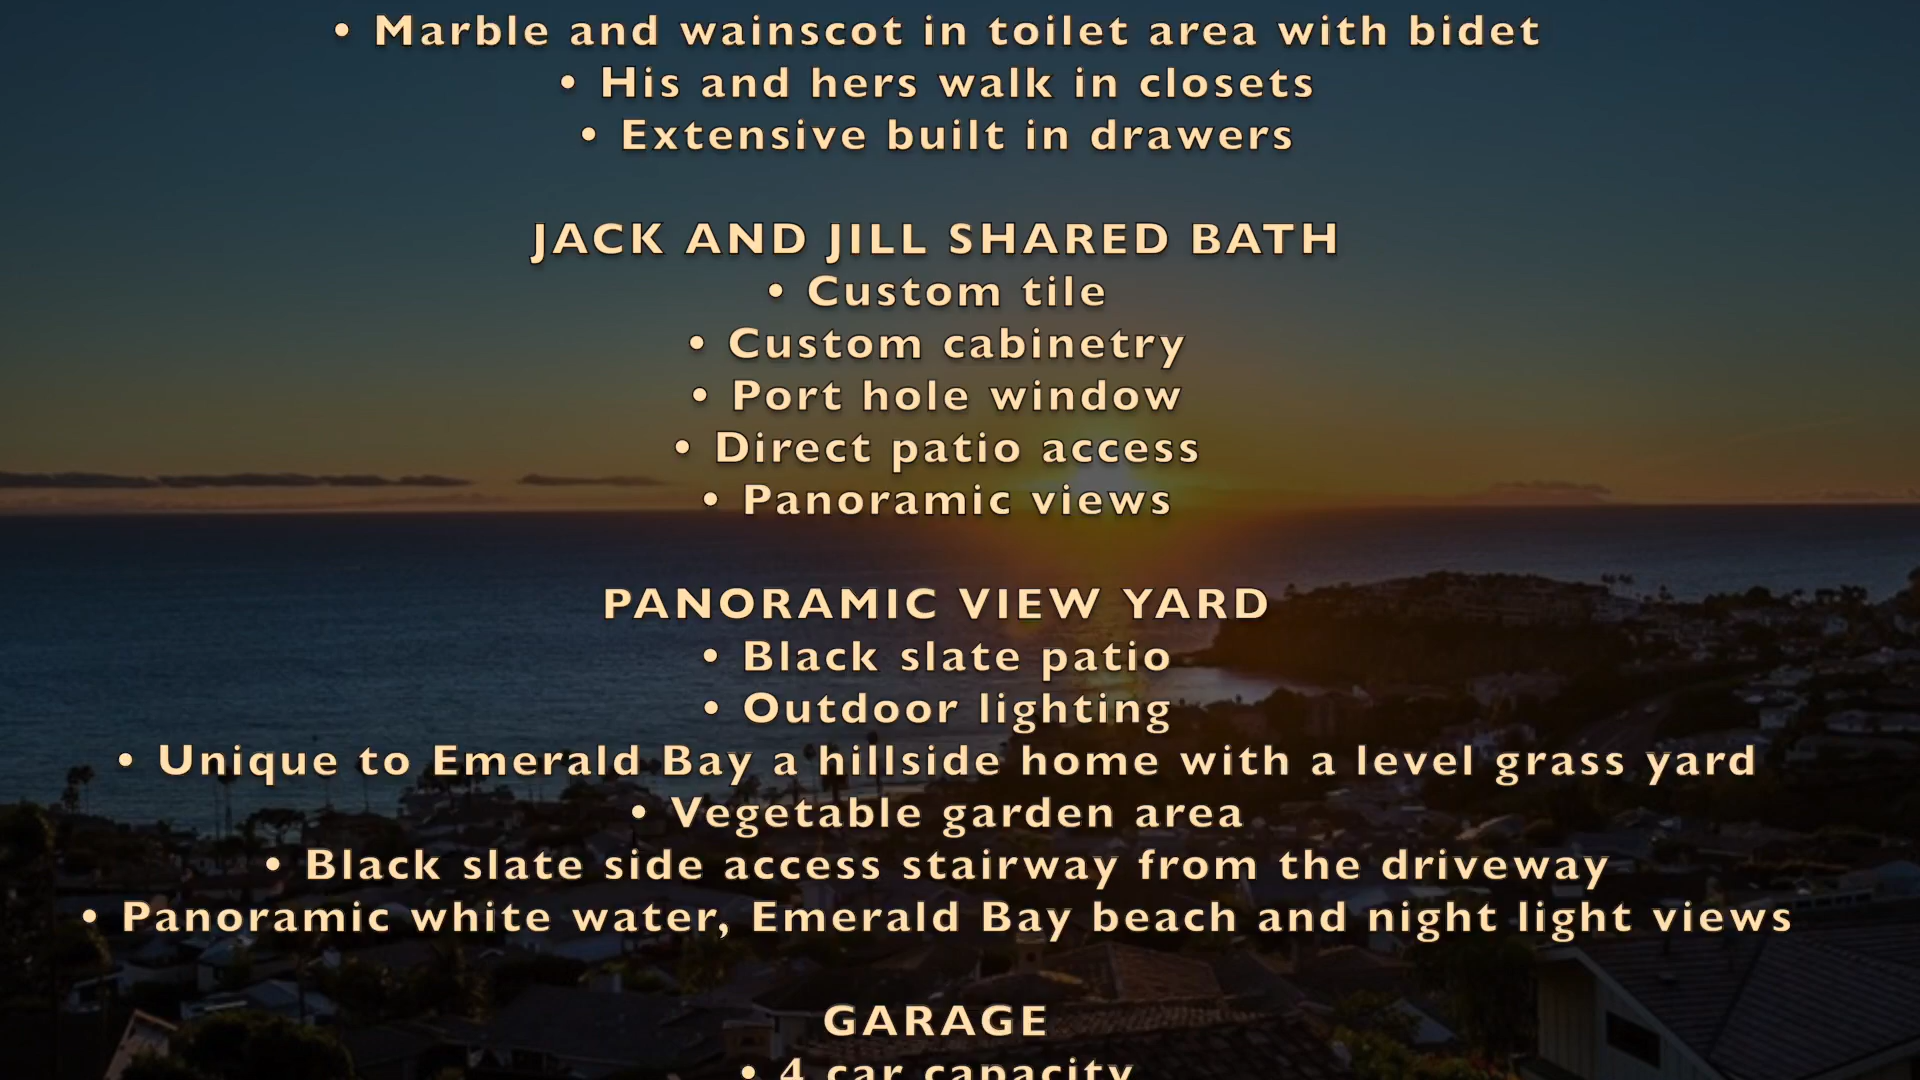 • Marble and wainscot in toilet area with bidet
• His and hers walk in closets
• Extensive built in drawers
JACK AND JILL SHARED BATH
• Custom tile
• Custom cabinetry
• Port hole window
• Direct patio access
• Panoramic views
PANORAMIC VIEW YARD
• Black slate patio
• Outdoor lighting
• Unique to Emerald Bay a hillside home with a level grass yard
• Vegetable garden area
• Black slate side access stairway from the driveway
• Panoramic white water, Emerald Bay beach and night light views
GARAGE
• 4 car capacity